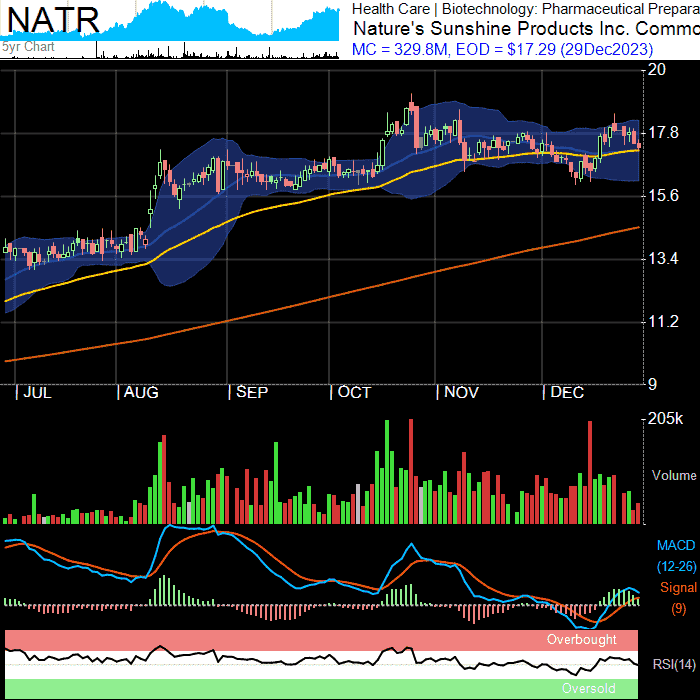 NATR
5yr Chart
Health Care | Biotechnology: Pharmaceutical Prepara
Nature's Sunshine Products Inc. Commo
MC = 329.8M, EOD = $17.29 (29Dec2023)
20
17.8
15.6
13.4
11.2
9
JUL AUG SEP OCT NOV DEC
205k
Volume
MACD
(12-26)
Signal
(9)
Overbought
RSI(14)
Oversold